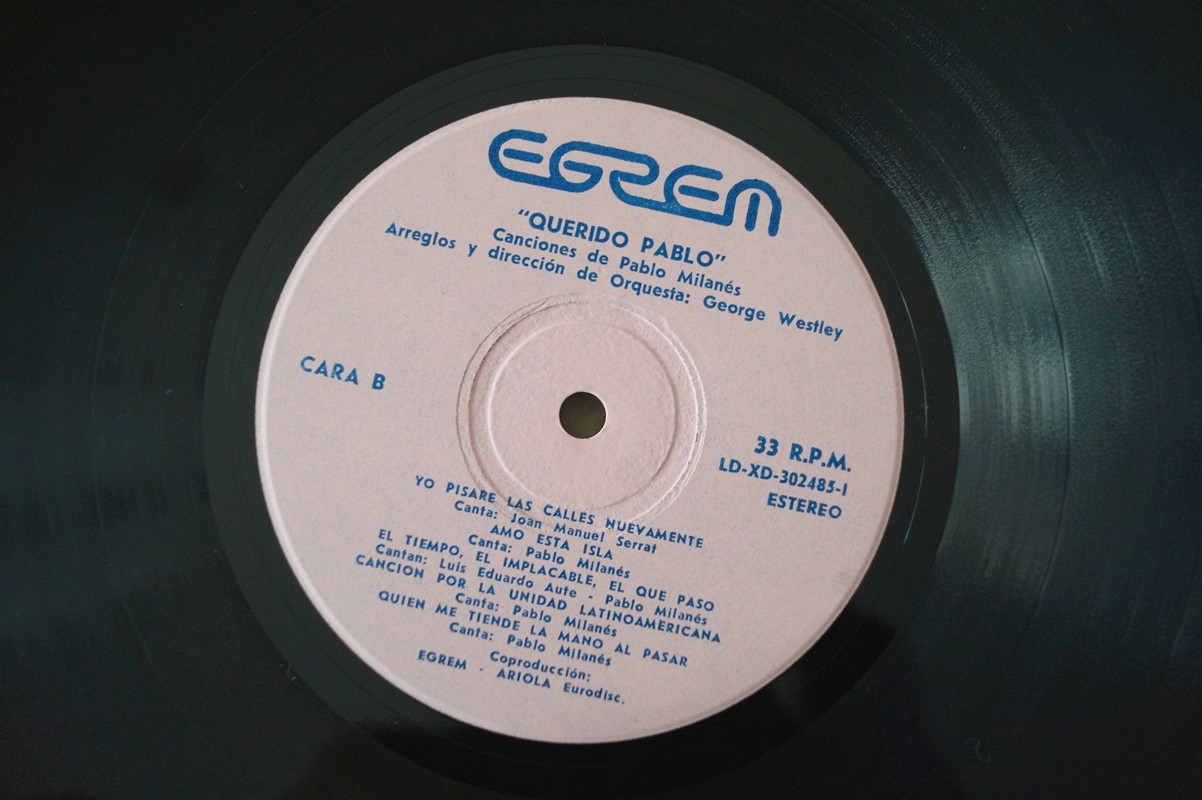 EGREM
"QUERIDO PABLO"
Canciones de Pablo Milanés
Arreglos y dirección de Orquesta: George Westley
CARA B
33 R.P.M.
LD-XD-302485-I
ESTEREO
YO PISARE LAS CALLES NUEVAMENTE
Canta: Joan Manuel Serrat
AMO ESTA ISLA
Canta: Pablo Milanés
EL TIEMPO, EL IMPLACABLE, EL QUE PASO
Cantan: Luis Eduardo Aute - Pablo Milanés
CANCION POR LA UNIDAD LATINOAMERICANA
Canta: Pablo Milanés
QUIEN ME TIENDE LA MANO AL PASAR
Canta: Pablo Milanés
Coproducción:
EGREM - ARIOLA Eurodisc.